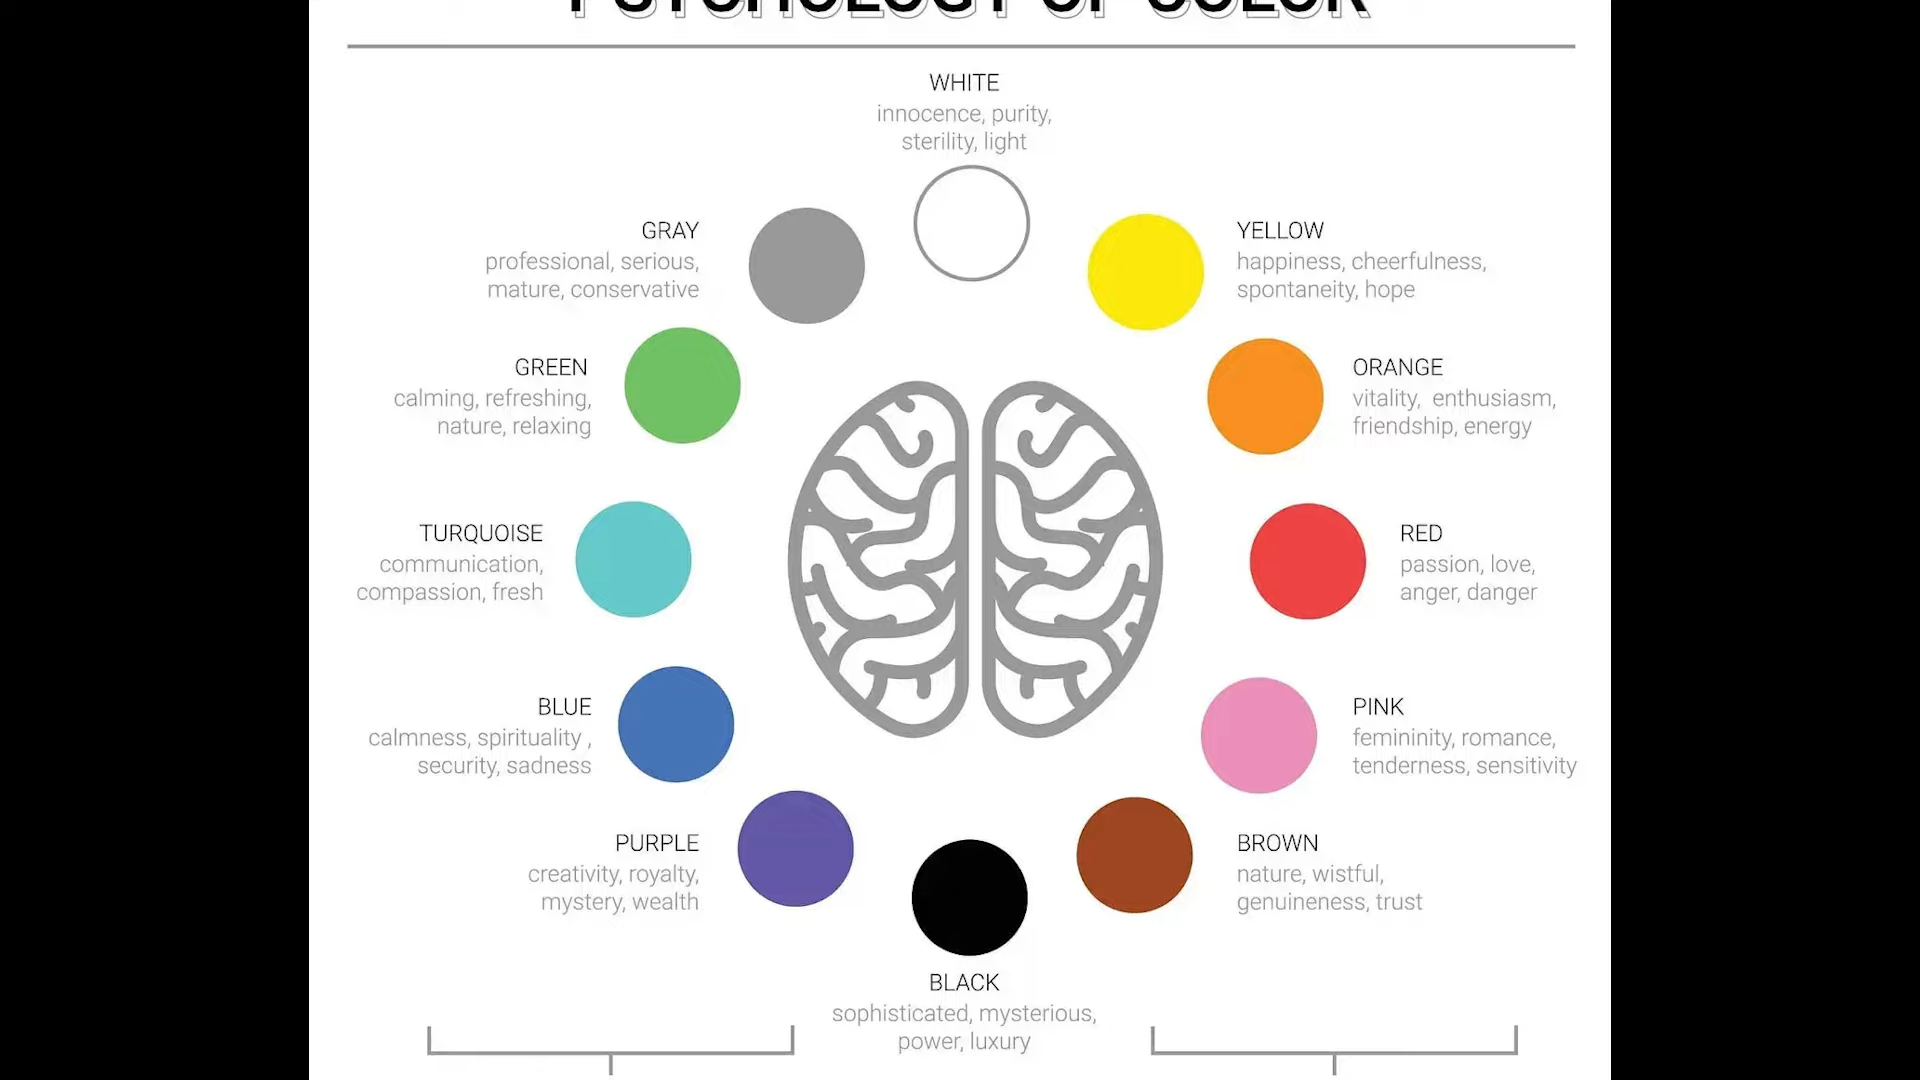 PSYCHOLOGY OF COLOR
WHITE
innocence, purity,
sterility, light
GRAY
professional, serious,
mature, conservative
YELLOW
happiness, cheerfulness,
spontaneity, hope
GREEN
calming, refreshing,
nature, relaxing
ORANGE
vitality, enthusiasm,
friendship, energy
TURQUOISE
communication,
compassion, fresh
RED
passion, love,
anger, danger
BLUE
calmness, spirituality ,
security, sadness
PINK
femininity, romance,
tenderness, sensitivity
PURPLE
creativity, royalty,
mystery, wealth
BROWN
nature, wistful,
genuineness, trust
BLACK
sophisticated, mysterious,
power, luxury